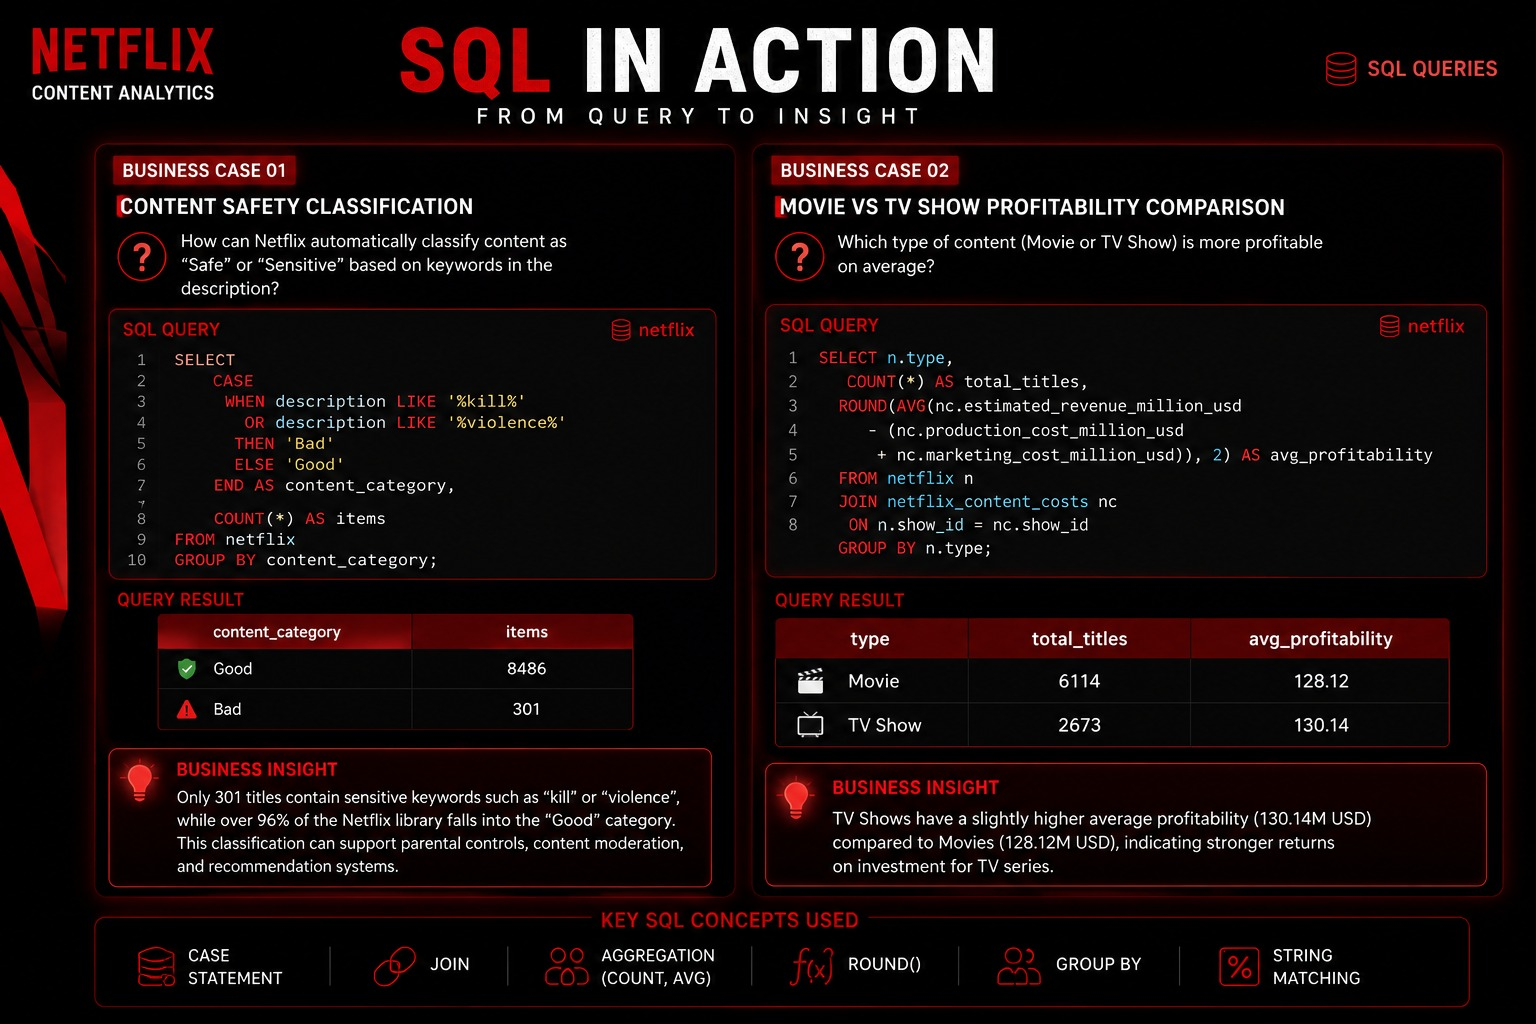 NETFLIX
CONTENT ANALYTICS
SQL IN ACTION
FROM QUERY TO INSIGHT
SQL QUERIES
BUSINESS CASE 01
CONTENT SAFETY CLASSIFICATION
?
How can Netflix automatically classify content as
“Safe” or “Sensitive” based on keywords in the
description?
SQL QUERY
netflix
1 SELECT
2 CASE
3 WHEN description LIKE '%kill%'
4 OR description LIKE '%violence%'
5 THEN 'Bad'
6 ELSE 'Good'
7 END AS content_category,
8 COUNT(*) AS items
9 FROM netflix
10 GROUP BY content_category;
QUERY RESULT
content_category items
Good 8486
Bad 301
BUSINESS INSIGHT
Only 301 titles contain sensitive keywords such as “kill” or “violence”,
while over 96% of the Netflix library falls into the “Good” category.
This classification can support parental controls, content moderation,
and recommendation systems.
BUSINESS CASE 02
MOVIE VS TV SHOW PROFITABILITY COMPARISON
?
Which type of content (Movie or TV Show) is more profitable
on average?
SQL QUERY
netflix
1 SELECT n.type,
2 COUNT(*) AS total_titles,
3 ROUND(AVG(nc.estimated_revenue_million_usd
4 - (nc.production_cost_million_usd
5 + nc.marketing_cost_million_usd)), 2) AS avg_profitability
6 FROM netflix n
7 JOIN netflix_content_costs nc
8 ON n.show_id = nc.show_id
GROUP BY n.type;
QUERY RESULT
type total_titles avg_profitability
Movie 6114 128.12
TV Show 2673 130.14
BUSINESS INSIGHT
TV Shows have a slightly higher average profitability (130.14M USD)
compared to Movies (128.12M USD), indicating stronger returns
on investment for TV series.
KEY SQL CONCEPTS USED
CASE
STATEMENT
JOIN
AGGREGATION
(COUNT, AVG)
f(x)
ROUND()
GROUP BY
%
STRING
MATCHING